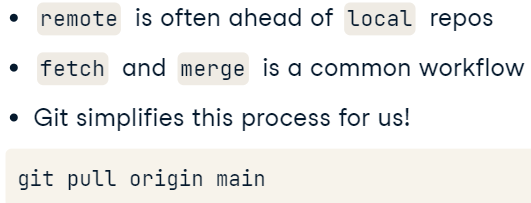 • remote is often ahead of local repos
• fetch and merge is a common workflow
• Git simplifies this process for us!
git pull origin main